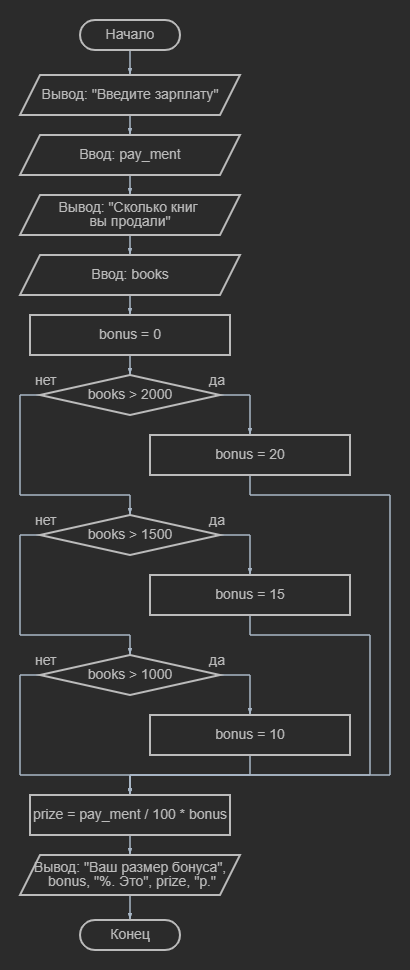 Начало
Вывод: "Введите зарплату"
Ввод: pay_ment
Вывод: "Сколько книг
вы продали"
Ввод: books
bonus = 0
нет
да
books > 2000
bonus = 20
нет
да
books > 1500
bonus = 15
нет
да
books > 1000
bonus = 10
prize = pay_ment / 100 * bonus
Вывод: "Ваш размер бонуса",
bonus, "%. Это", prize, "р."
Конец